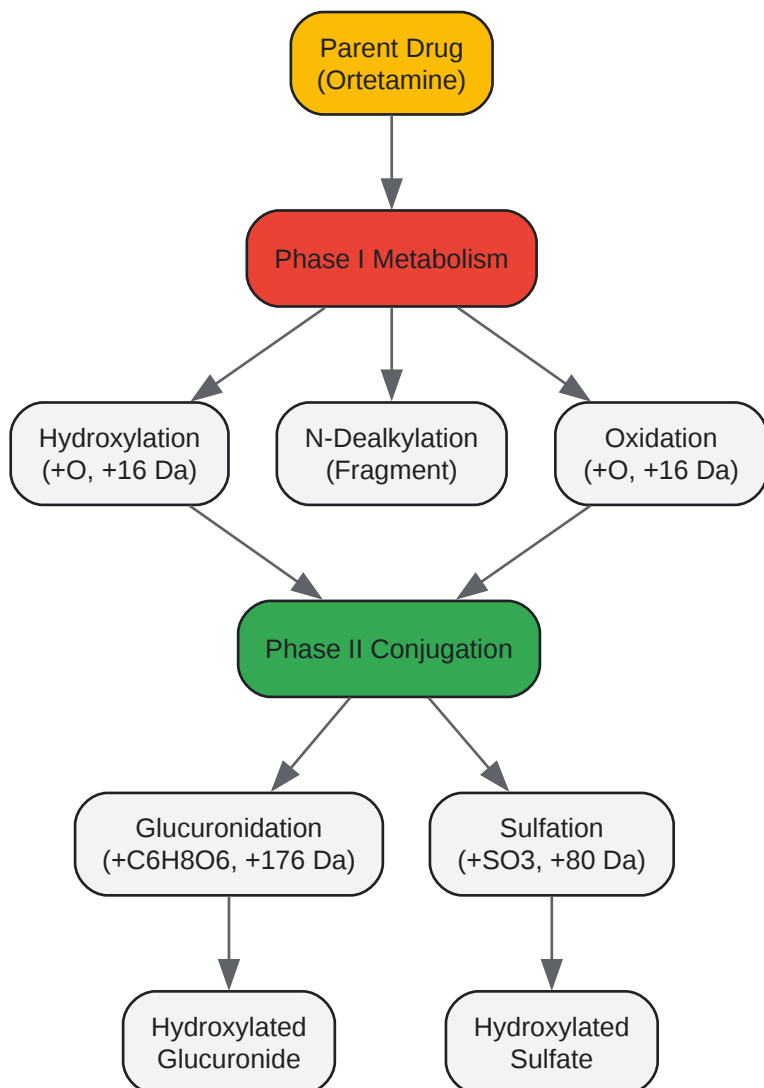 Parent Drug
(Ortetamine)
Phase I Metabolism
Hydroxylation
(+O, +16 Da)
N-Dealkylation
(Fragment)
Oxidation
(+O, +16 Da)
Phase II Conjugation
Glucuronidation
(+C6H8O6, +176 Da)
Sulfation
(+SO3, +80 Da)
Hydroxylated
Glucuronide
Hydroxylated
Sulfate